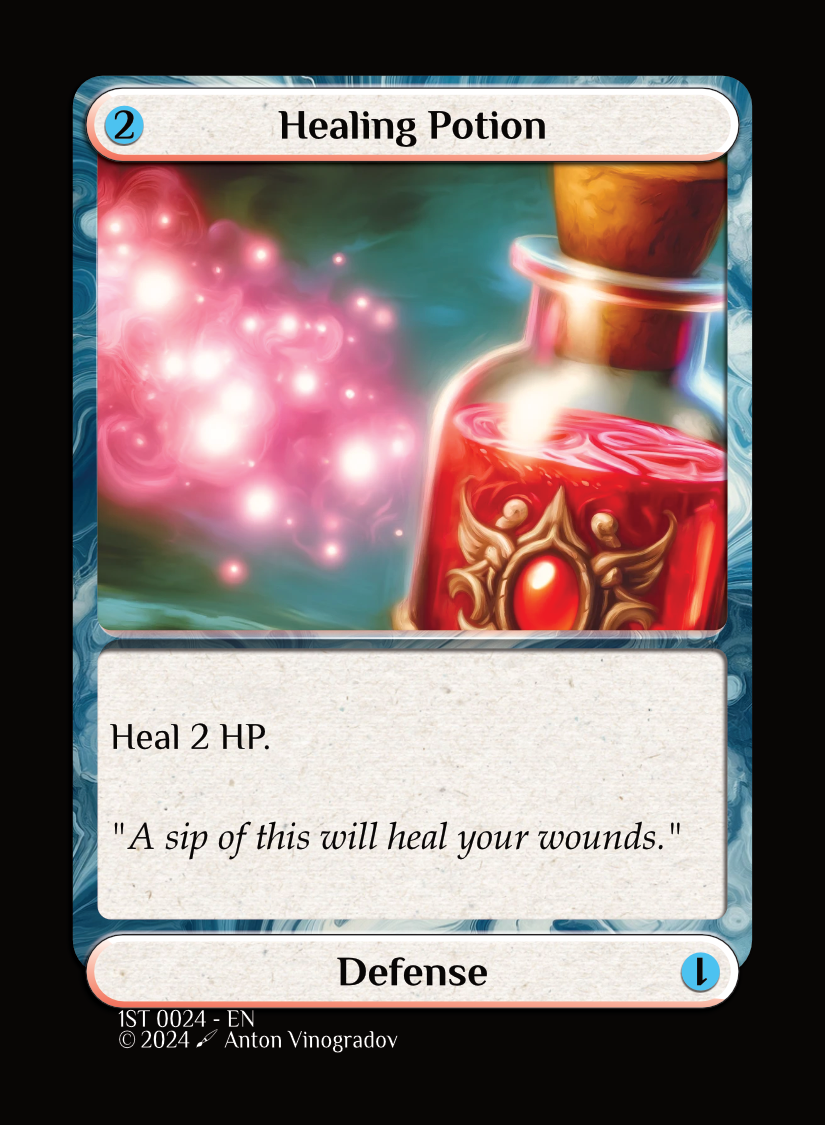 2 Healing Potion
Heal 2 HP.
"A sip of this will heal your wounds."
Defense 1
1ST 0024 - EN
© 2024 Anton Vinogradov